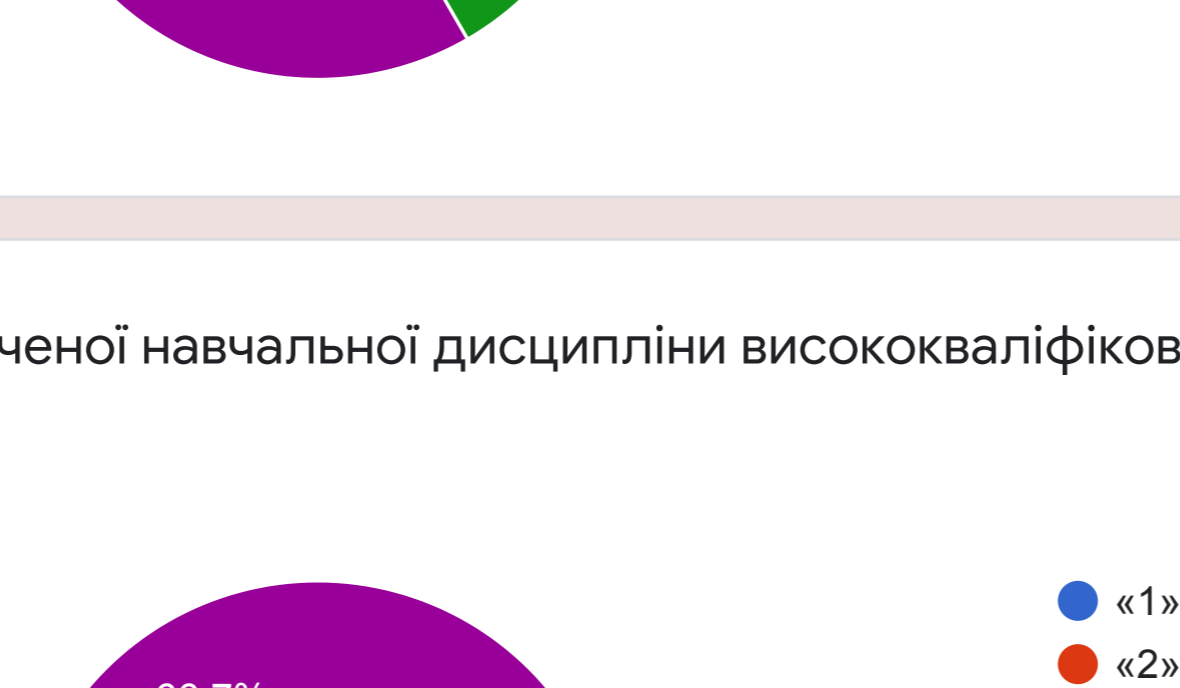 ченої навчальної дисципліни висококваліфіков
«1»
«2»